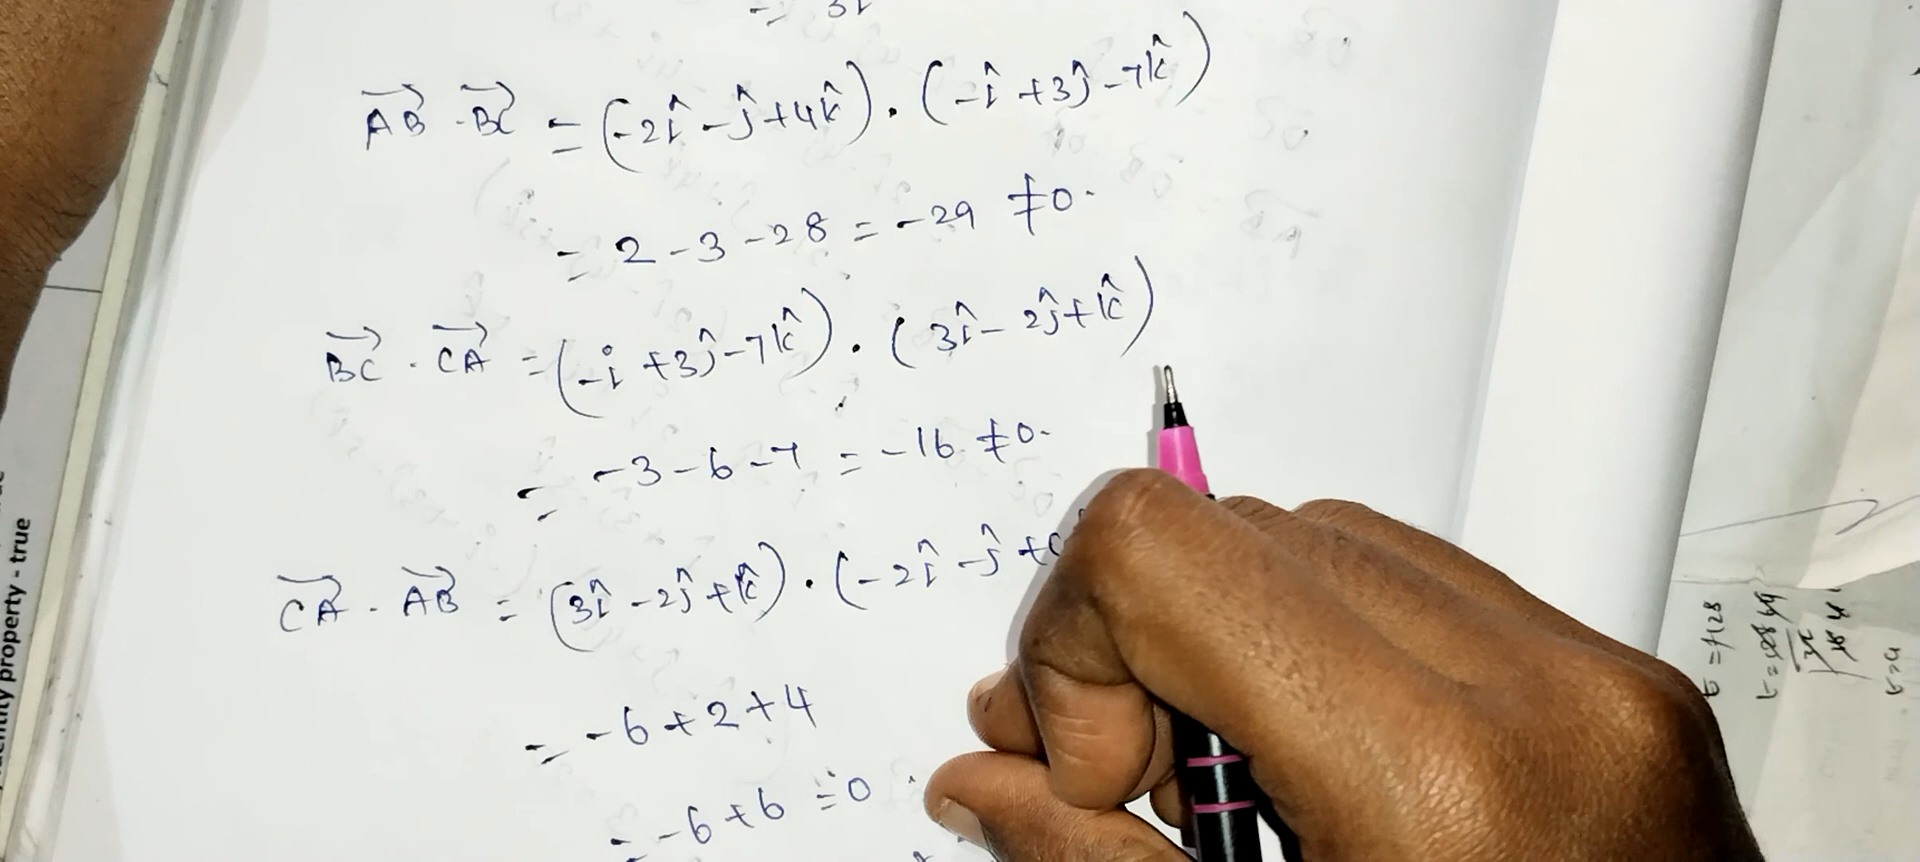 = 3î
AB⃗ · BC⃗ = (-2î - ĵ + 4k̂) · (-î + 3ĵ - 7k̂)
= 2 - 3 - 28 = -29 ≠ 0.
BC⃗ · CA⃗ = (-î + 3ĵ - 7k̂) · (3î - 2ĵ + k̂)
= -3 - 6 - 7 = -16 ≠ 0.
CA⃗ · AB⃗ = (3î - 2ĵ + k̂) · (-2î - ĵ +
= -6 + 2 + 4
= -6 + 6 = 0
property - true